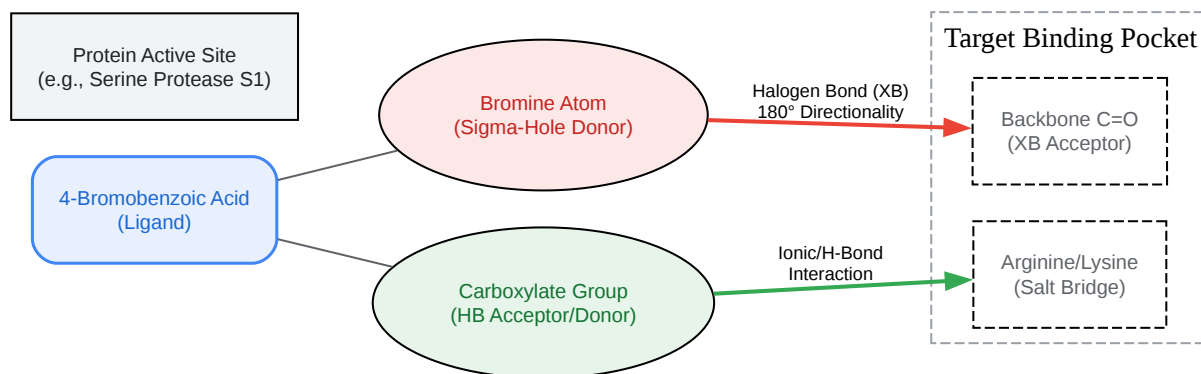 Protein Active Site
(e.g., Serine Protease S1)
4-Bromobenzoic Acid
(Ligand)
Bromine Atom
(Sigma-Hole Donor)
Carboxylate Group
(HB Acceptor/Donor)
Halogen Bond (XB)
180° Directionality
Ionic/H-Bond
Interaction
Target Binding Pocket
Backbone C=O
(XB Acceptor)
Arginine/Lysine
(Salt Bridge)